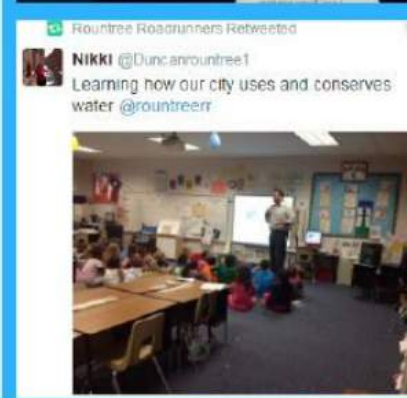 Rountree Roadrunners Retweeted
Nikki @Duncanrountree1
Learning how our city uses and conserves
water @rountreerr